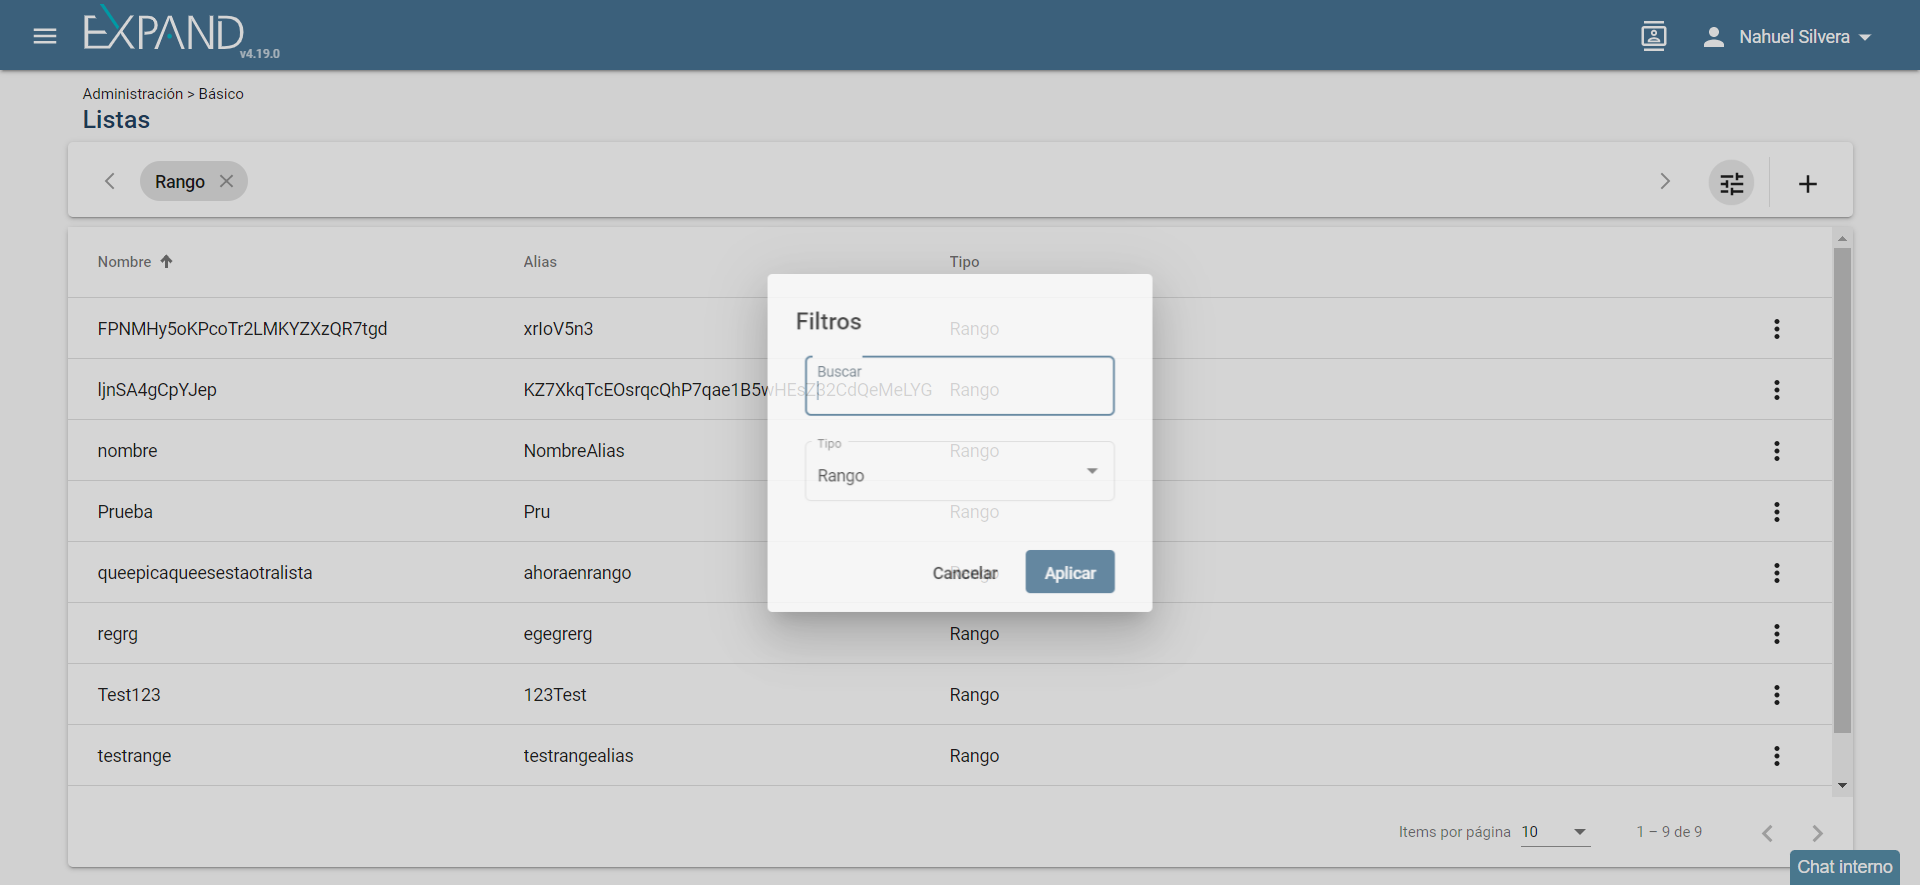 EXPAND
v4.19.0
Nahuel Silvera
Administración > Básico
Listas
Rango
Nombre Alias Tipo
FPNMHy5oKPcoTr2LMKYZXzQR7tgd xrIoV5n3 Rango
ljnSA4gCpYJep KZ7XkqTcEOsrqcQhP7qae1B5wHEsZ32CdQeMeLYG Rango
nombre NombreAlias Rango
Prueba Pru Rango
queepicaqueesestaotralista ahoraenrango Rango
regrg egegrerg Rango
Test123 123Test Rango
testrange testrangealias Rango
Filtros
Buscar
Tipo
Rango
Cancelar Aplicar
Items por página 10 1 – 9 de 9
Chat interno